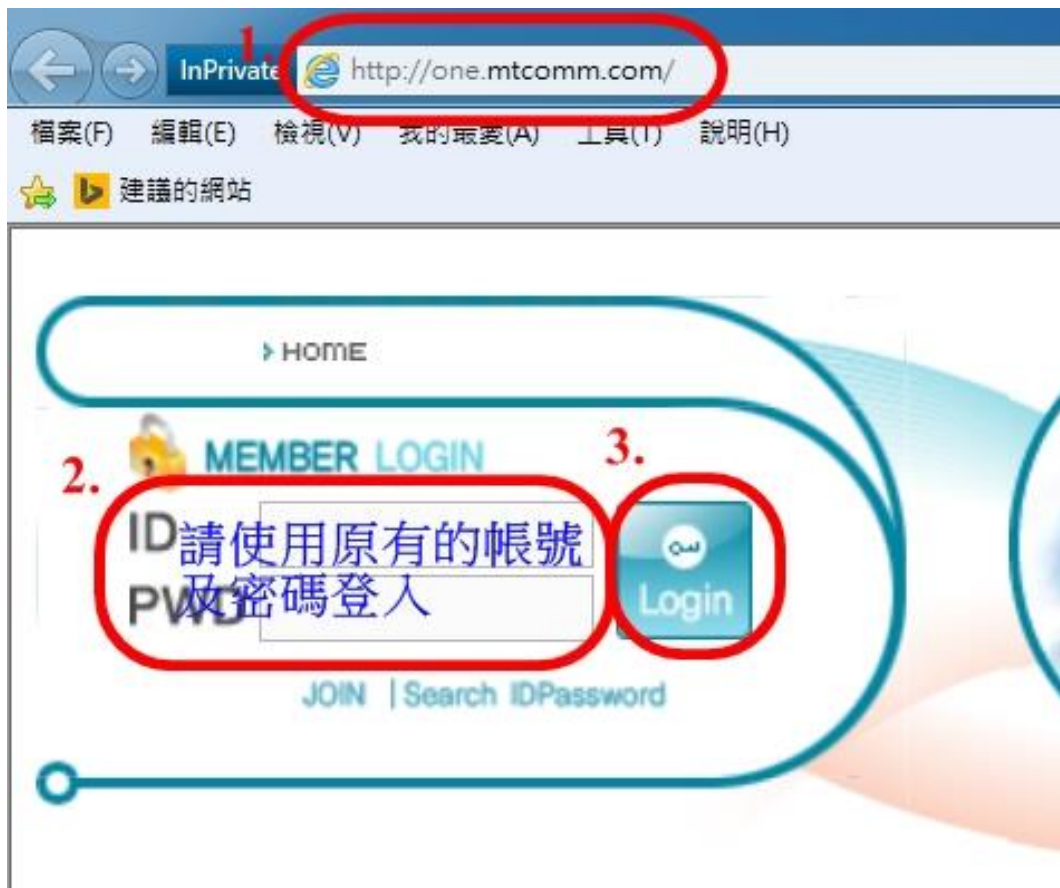 1.
InPrivate http://one.mtcomm.com/
檔案(F) 編輯(E) 檢視(V) 我的最愛(A) 工具(T) 說明(H)
建議的網站
HOME
MEMBER LOGIN
2.
3.
ID 請使用原有的帳號
PWD 及密碼登入
Login
JOIN | Search IDPassword